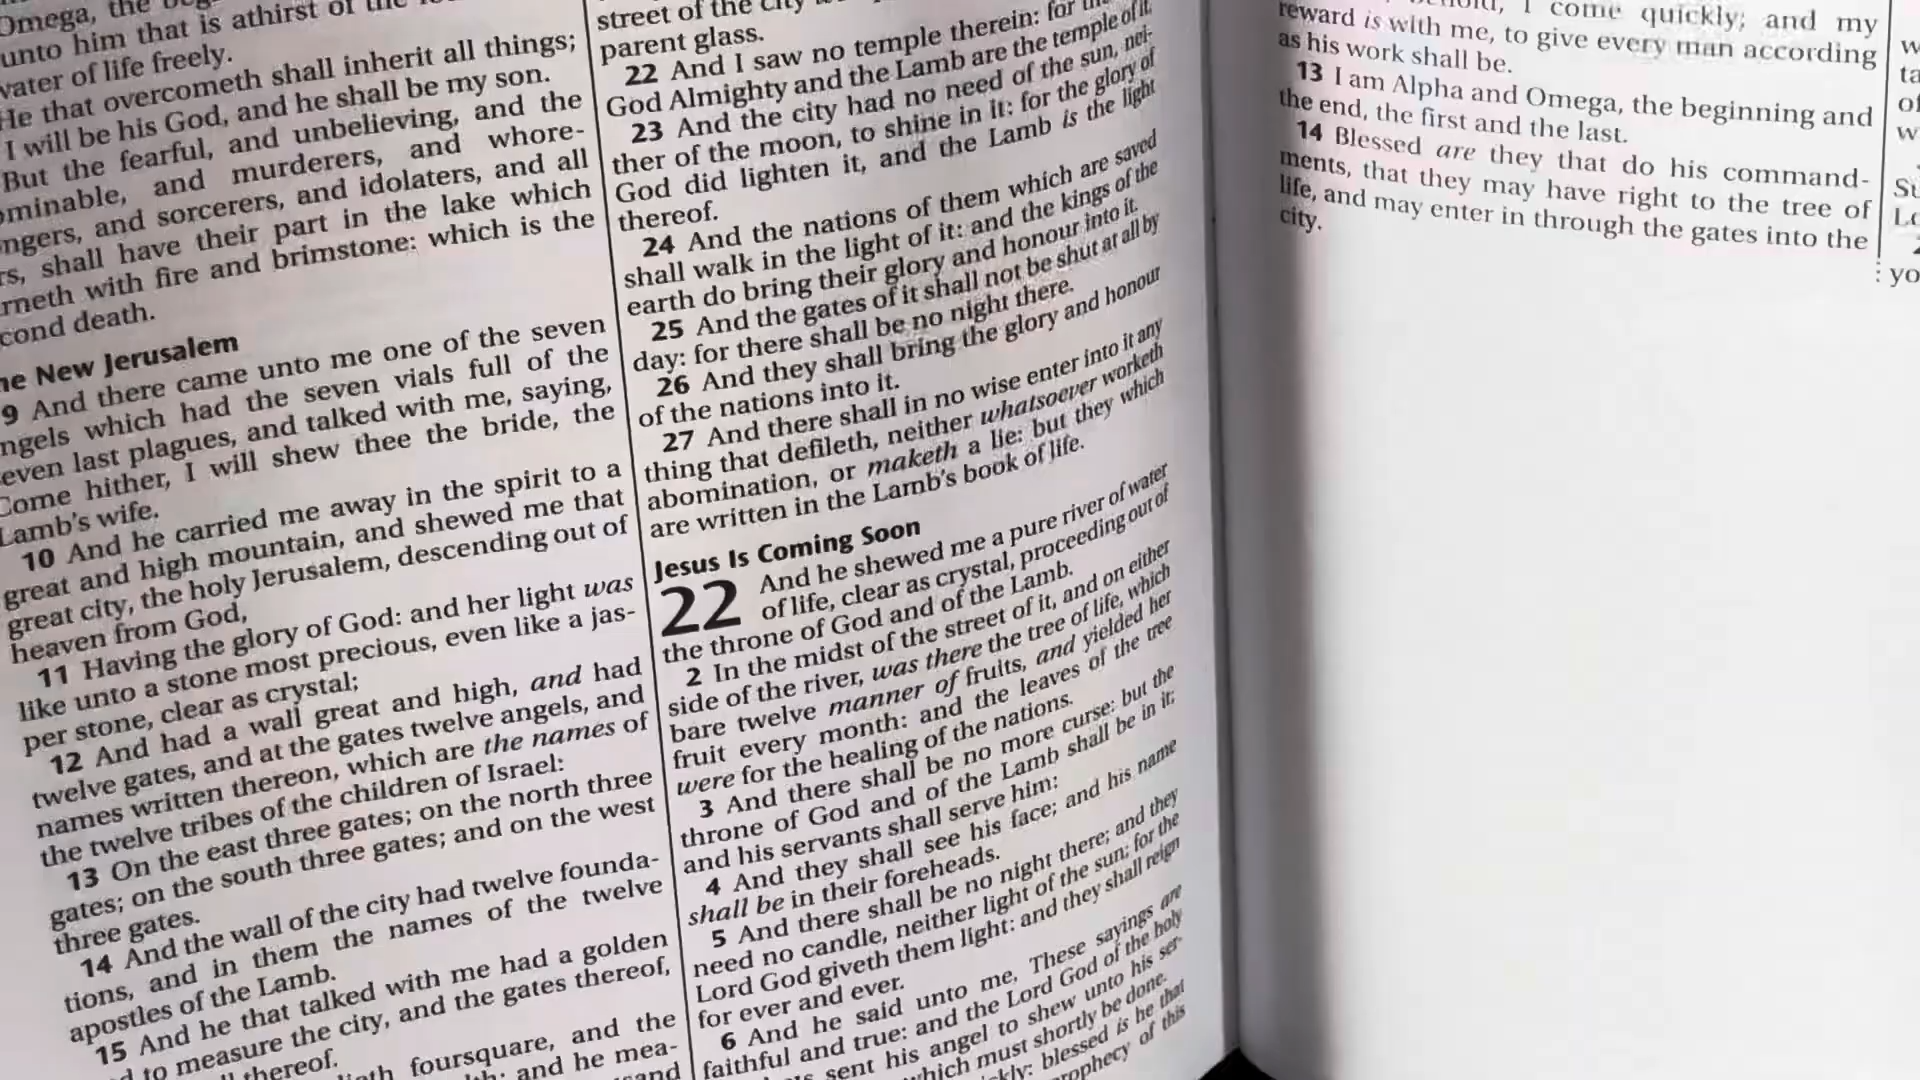 Omega, the
unto him that is athirst of the
water of life freely.
He that overcometh shall inherit all things;
I will be his God, and he shall be my son.
But the fearful, and unbelieving, and the
ominable, and murderers, and whore-
ngers, and sorcerers, and idolaters, and all
rs, shall have their part in the lake which
rneth with fire and brimstone: which is the
cond death.
he New Jerusalem
9 And there came unto me one of the seven
ngels which had the seven vials full of the
even last plagues, and talked with me, saying,
Come hither, I will shew thee the bride, the
Lamb's wife.
10 And he carried me away in the spirit to a
great and high mountain, and shewed me that
great city, the holy Jerusalem, descending out of
heaven from God,
11 Having the glory of God: and her light was
like unto a stone most precious, even like a jas-
per stone, clear as crystal;
12 And had a wall great and high, and had
twelve gates, and at the gates twelve angels, and
names written thereon, which are the names of
the twelve tribes of the children of Israel:
13 On the east three gates; on the north three
gates; on the south three gates; and on the west
three gates.
14 And the wall of the city had twelve founda-
tions, and in them the names of the twelve
apostles of the Lamb.
15 And he that talked with me had a golden
d to measure the city, and the gates thereof,
thereof.
foursquare, and the
and he mea-
street of the city
parent glass.
22 And I saw no temple therein: for the
God Almighty and the Lamb are the temple of it.
23 And the city had no need of the sun, nei-
ther of the moon, to shine in it: for the glory of
God did lighten it, and the Lamb is the light
thereof.
24 And the nations of them which are saved
shall walk in the light of it: and the kings of the
earth do bring their glory and honour into it.
25 And the gates of it shall not be shut at all by
day: for there shall be no night there.
26 And they shall bring the glory and honour
of the nations into it.
27 And there shall in no wise enter into it any
thing that defileth, neither whatsoever worketh
abomination, or maketh a lie: but they which
are written in the Lamb's book of life.
Jesus Is Coming Soon
22 And he shewed me a pure river of water
of life, clear as crystal, proceeding out of
the throne of God and of the Lamb.
2 In the midst of the street of it, and on either
side of the river, was there the tree of life, which
bare twelve manner of fruits, and yielded her
fruit every month: and the leaves of the tree
were for the healing of the nations.
3 And there shall be no more curse: but the
throne of God and of the Lamb shall be in it;
and his servants shall serve him:
4 And they shall see his face; and his name
shall be in their foreheads.
5 And there shall be no night there; and they
need no candle, neither light of the sun; for the
Lord God giveth them light: and they shall reign
for ever and ever.
6 And he said unto me, These sayings are
faithful and true: and the Lord God of the holy
sent his angel to shew unto his ser-
which must shortly be done.
kly: blessed is he that
prophecy of this
I come quickly; and my
reward is with me, to give every man according
as his work shall be.
13 I am Alpha and Omega, the beginning and
the end, the first and the last.
14 Blessed are they that do his command-
ments, that they may have right to the tree of
life, and may enter in through the gates into the
city.
yo